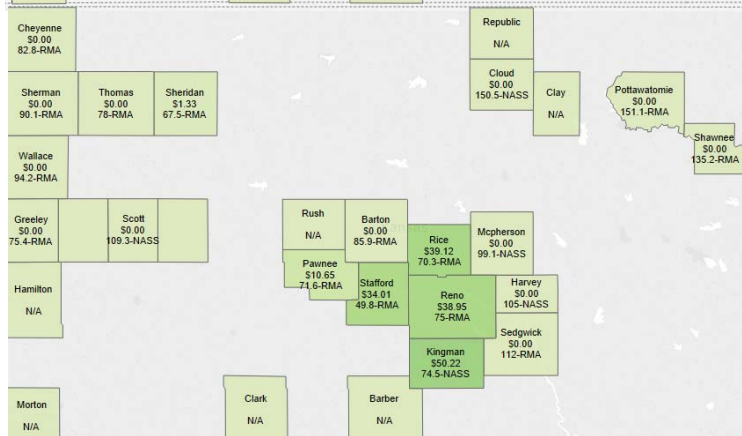 Cheyenne
$0.00
82.8-RMA
Republic
N/A
Cloud
$0.00
150.5-NASS
Clay
N/A
Pottawatomie
$0.00
151.1-RMA
Shawnee
$0.00
135.2-RMA
Sherman
$0.00
90.1-RMA
Thomas
$0.00
78-RMA
Sheridan
$1.33
67.5-RMA
Wallace
$0.00
94.2-RMA
Greeley
$0.00
75.4-RMA
Scott
$0.00
109.3-NASS
Rush
N/A
Barton
$0.00
85.9-RMA
Rice
$39.12
70.3-RMA
Mcpherson
$0.00
99.1-NASS
Hamilton
N/A
Pawnee
$10.65
71.6-RMA
Stafford
$34.01
49.8-RMA
Reno
$38.95
75-RMA
Harvey
$0.00
105-NASS
Sedgwick
$0.00
112-RMA
Kingman
$50.22
74.5-NASS
Morton
N/A
Clark
N/A
Barber
N/A